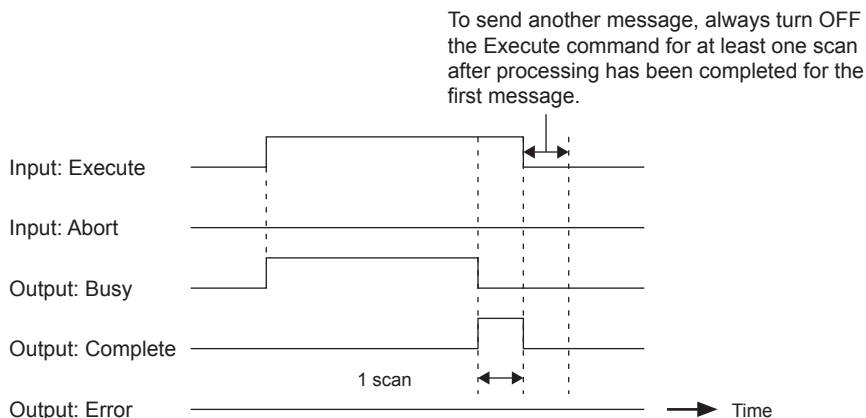 To send another message, always turn OFF
the Execute command for at least one scan
after processing has been completed for the
first message.
Input: Execute
Input: Abort
Output: Busy
Output: Complete
1 scan
Output: Error
Time